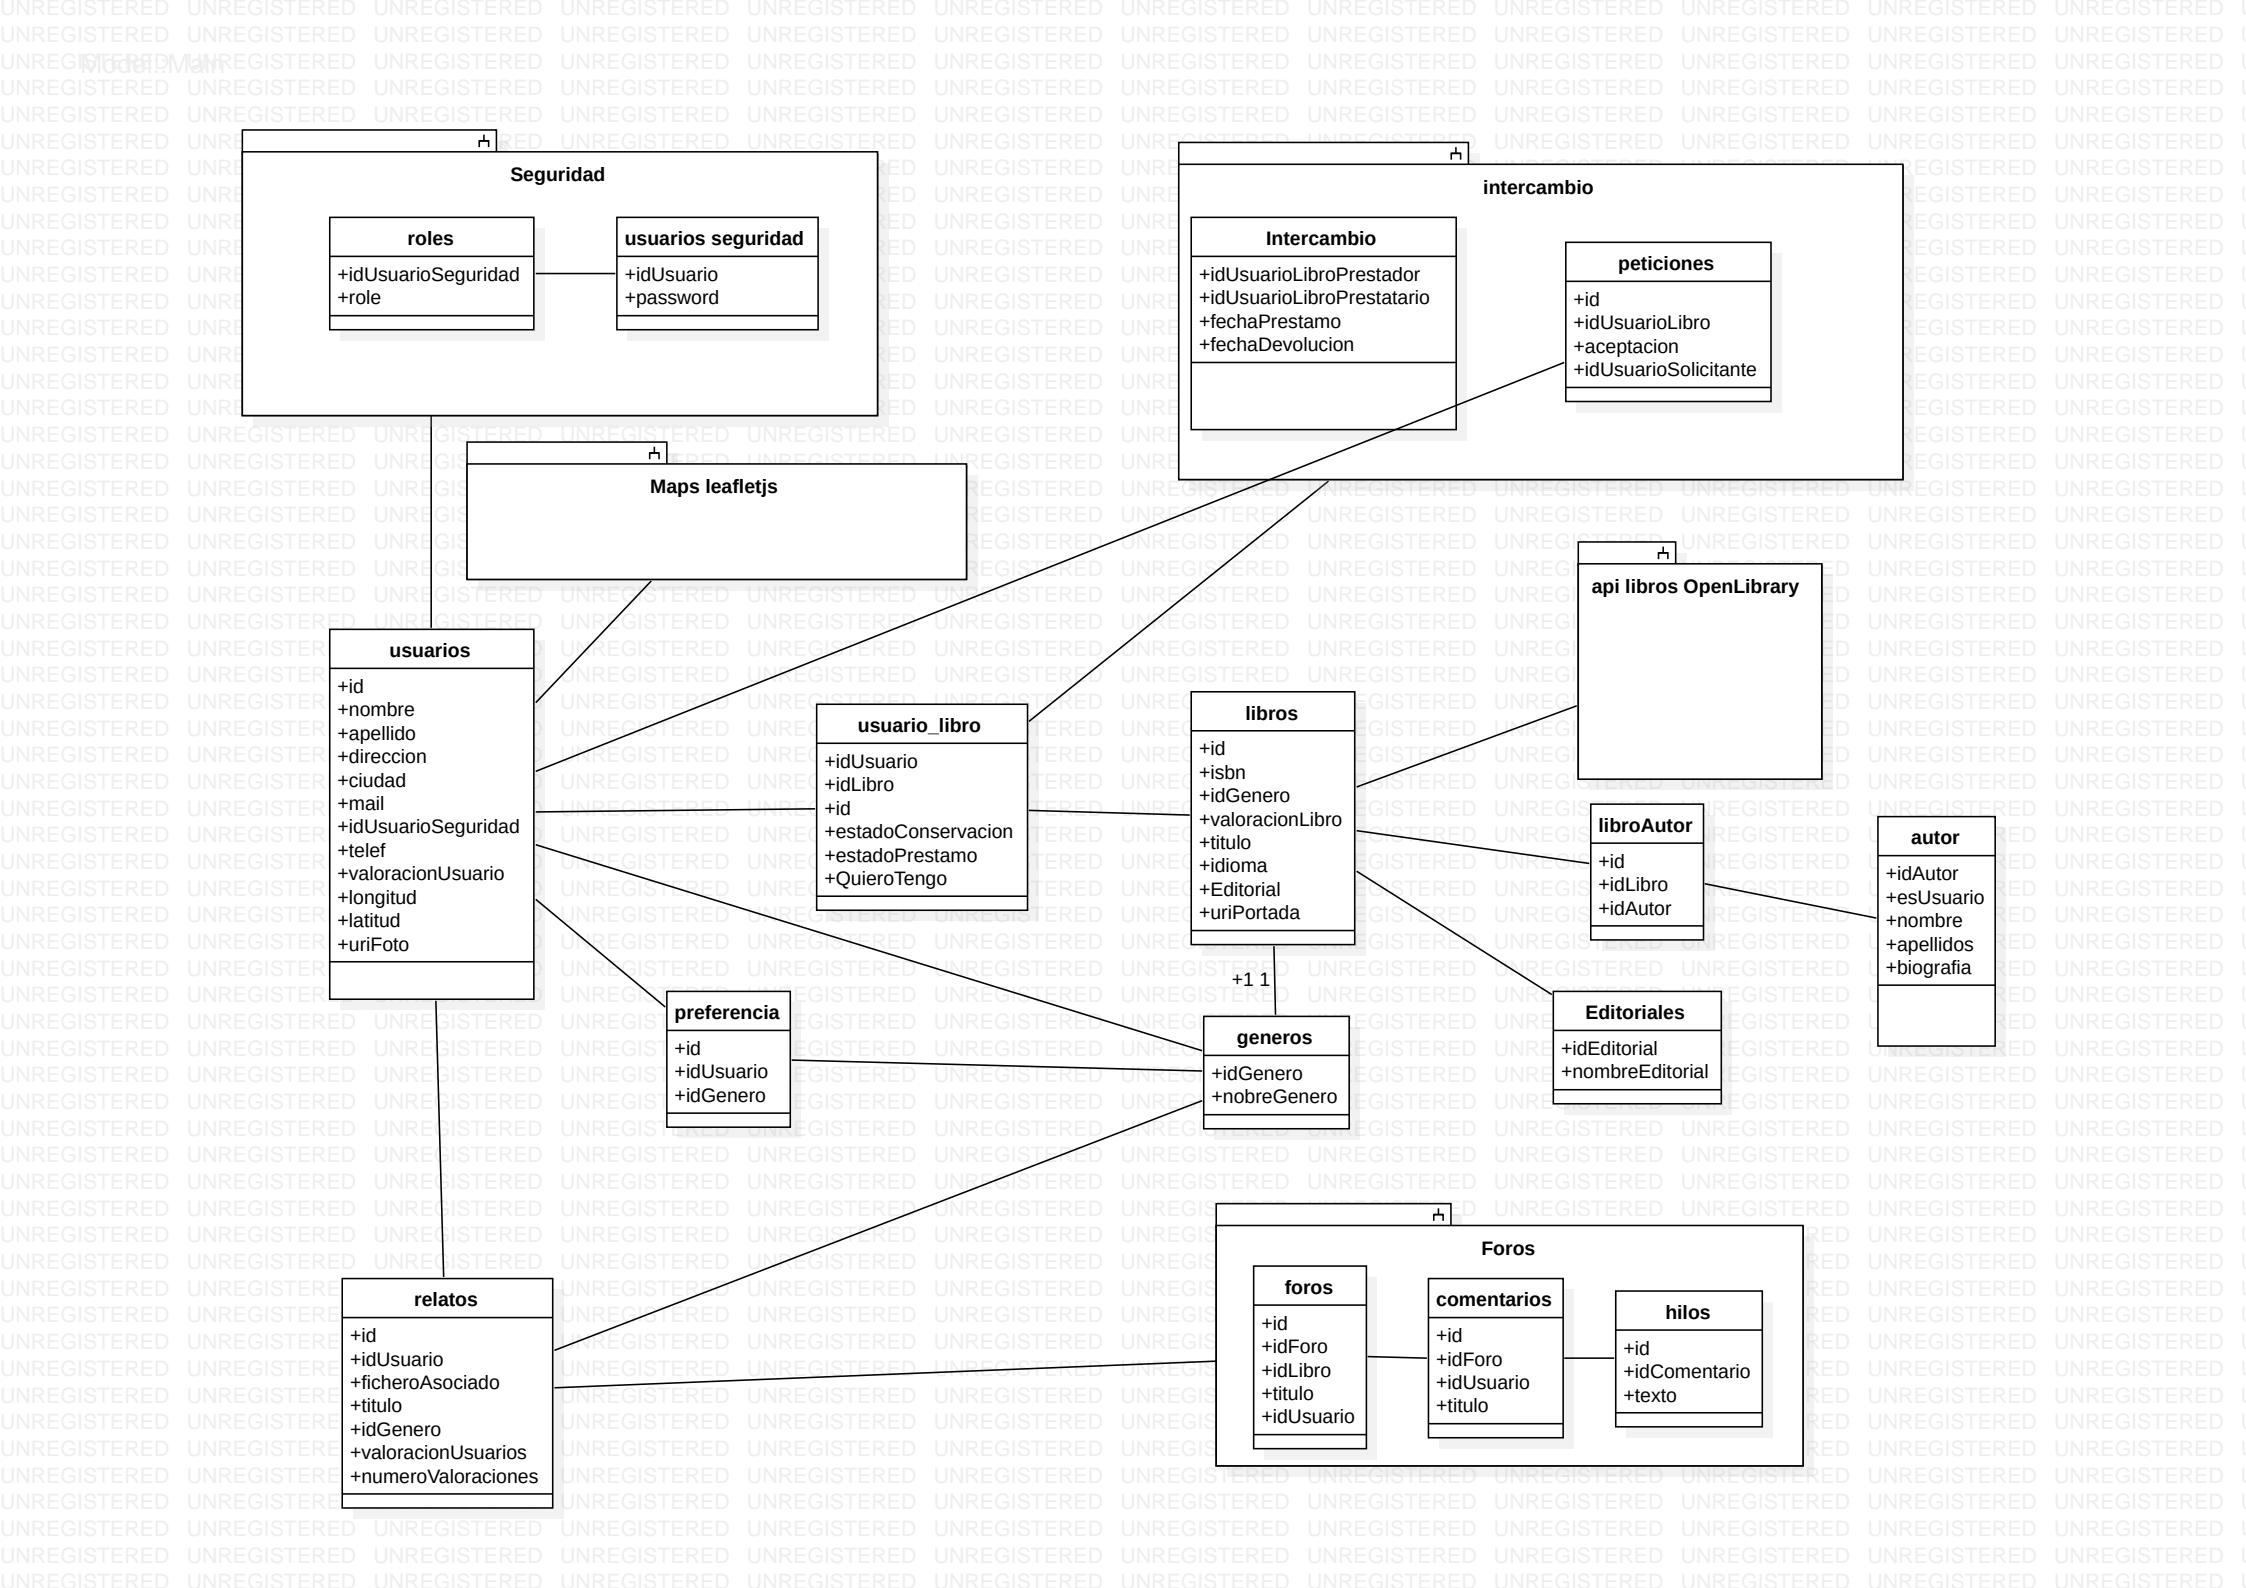 Model::Main
Seguridad
roles
+idUsuarioSeguridad
+role
usuarios seguridad
+idUsuario
+password
intercambio
Intercambio
+idUsuarioLibroPrestador
+idUsuarioLibroPrestatario
+fechaPrestamo
+fechaDevolucion
peticiones
+id
+idUsuarioLibro
+aceptacion
+idUsuarioSolicitante
Maps leafletjs
api libros OpenLibrary
usuarios
+id
+nombre
+apellido
+direccion
+ciudad
+mail
+idUsuarioSeguridad
+telef
+valoracionUsuario
+longitud
+latitud
+uriFoto
usuario_libro
+idUsuario
+idLibro
+id
+estadoConservacion
+estadoPrestamo
+QuieroTengo
libros
+id
+isbn
+idGenero
+valoracionLibro
+titulo
+idioma
+Editorial
+uriPortada
libroAutor
+id
+idLibro
+idAutor
autor
+idAutor
+esUsuario
+nombre
+apellidos
+biografia
+1 1
preferencia
+id
+idUsuario
+idGenero
generos
+idGenero
+nobreGenero
Editoriales
+idEditorial
+nombreEditorial
relatos
+id
+idUsuario
+ficheroAsociado
+titulo
+idGenero
+valoracionUsuarios
+numeroValoraciones
Foros
foros
+id
+idForo
+idLibro
+titulo
+idUsuario
comentarios
+id
+idForo
+idUsuario
+titulo
hilos
+id
+idComentario
+texto
UNREGISTERED